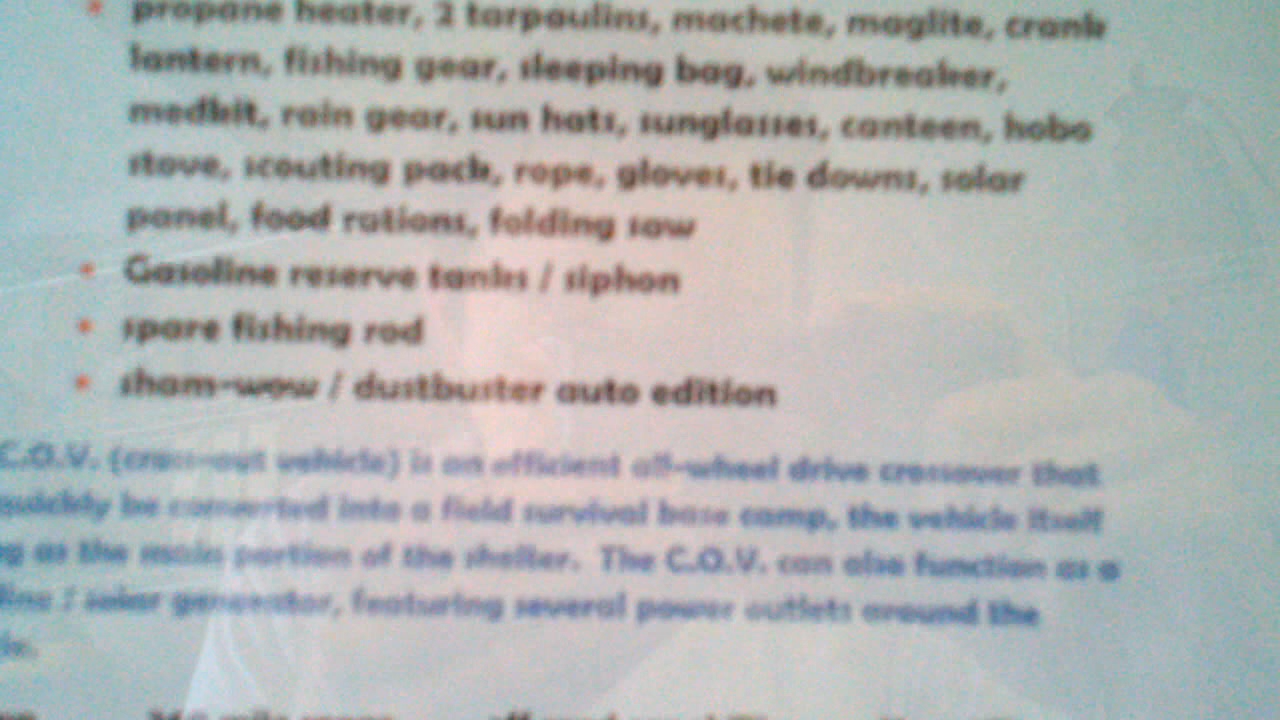 propane heater, 2 tarpaulins, machete, maglite, crank
lantern, fishing gear, sleeping bag, windbreaker,
medkit, rain gear, sun hats, sunglasses, canteen, hobo
stove, scouting pack, rope, gloves, tie downs, solar
panel, food rations, folding saw
Gasoline reserve tanks / siphon
spare fishing rod
sham-wow / dustbuster auto edition
C.O.V. (cross-out vehicle) is an efficient all-wheel drive crossover that
quickly be converted into a field survival base camp, the vehicle itself
as the main portion of the shelter. The C.O.V. can also function as a
/ solar generator, featuring several power outlets around the